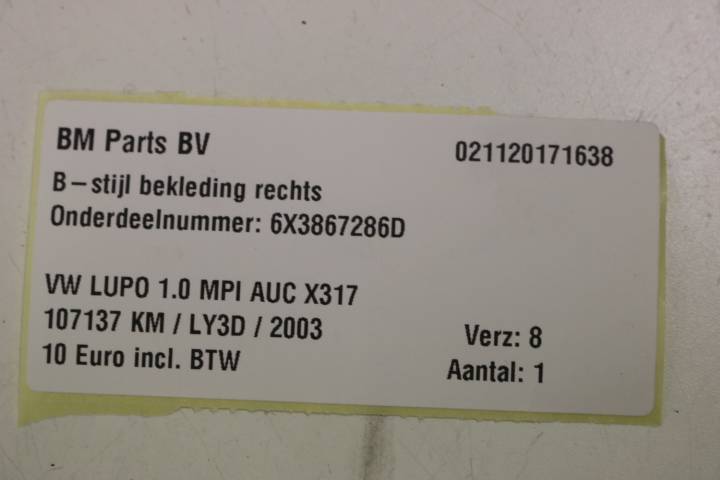 BM Parts BV 021120171638
B-stijl bekleding rechts
Onderdeelnummer: 6X3867286D
VW LUPO 1.0 MPI AUC X317
107137 KM / LY3D / 2003 Verz: 8
10 Euro incl. BTW Aantal: 1